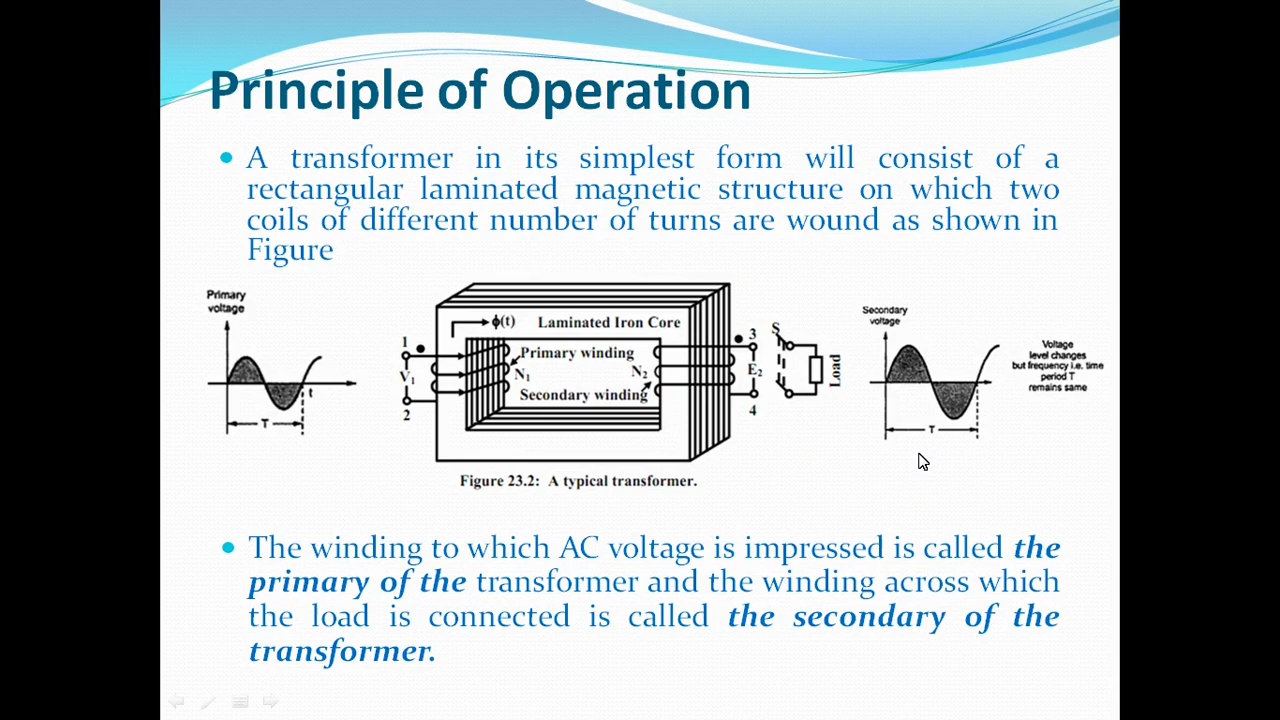 Principle of Operation
A transformer in its simplest form will consist of a
rectangular laminated magnetic structure on which two
coils of different number of turns are wound as shown in
Figure
Primary
voltage
t
T
ϕ(t)
Laminated Iron Core
1
Primary winding
V1
N1
N2
Secondary winding
2
3
E2
4
S
Load
Secondary
voltage
T
Voltage
level changes
but frequency i.e. time
period T
remains same
Figure 23.2: A typical transformer.
The winding to which AC voltage is impressed is called the
primary of the transformer and the winding across which
the load is connected is called the secondary of the
transformer.